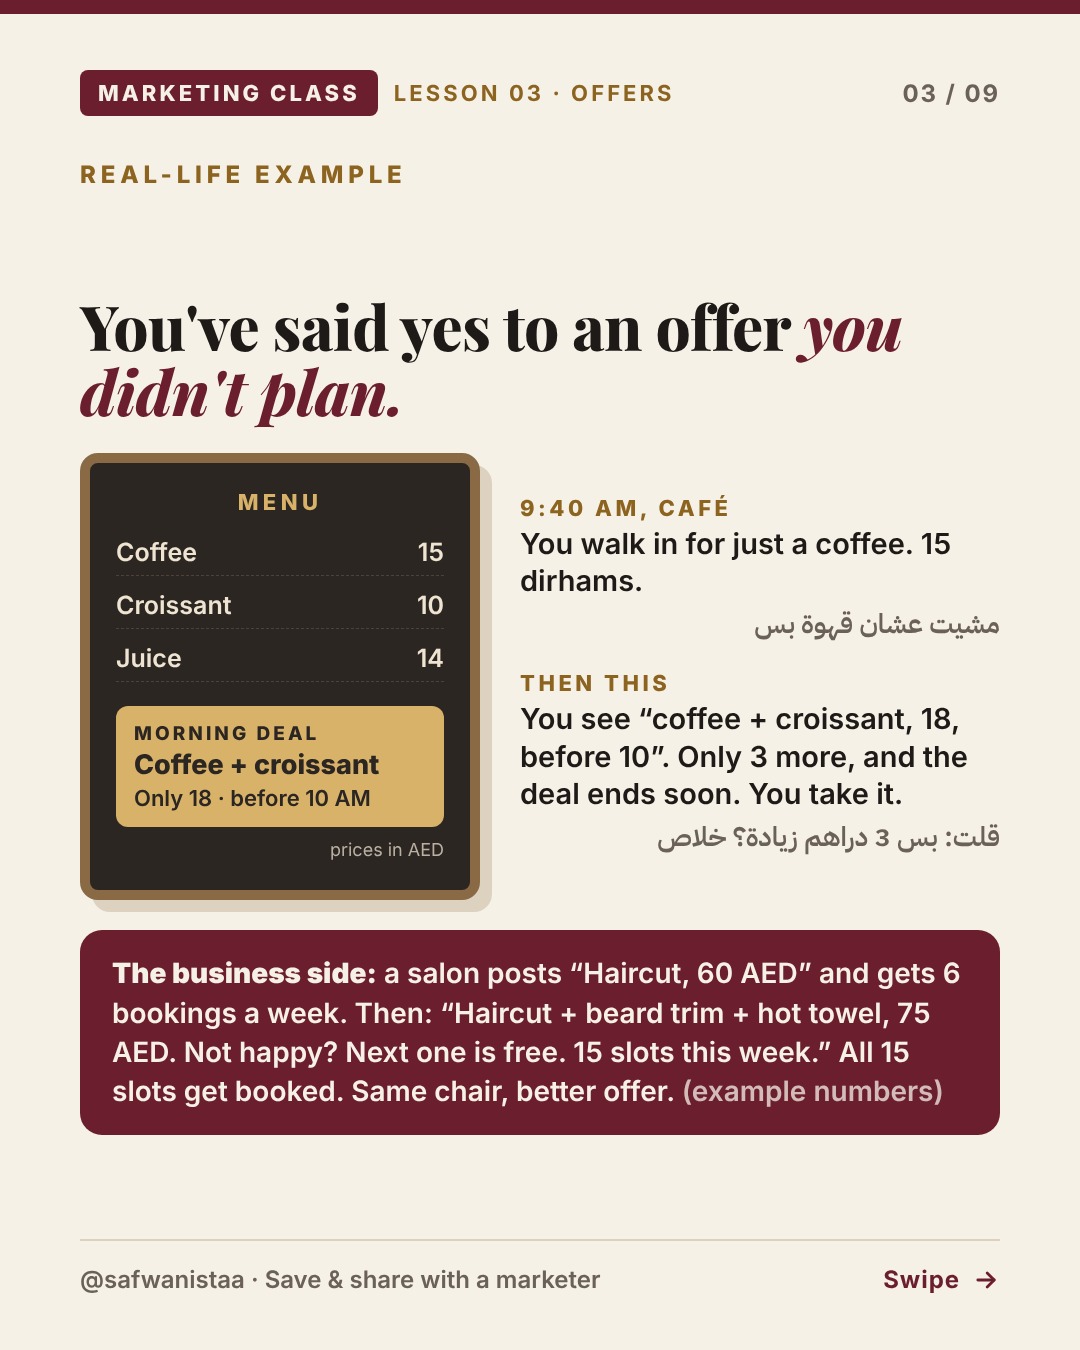 MARKETING CLASS LESSON 03 · OFFERS 03 / 09
REAL-LIFE EXAMPLE
You've said yes to an offer you
didn't plan.
MENU
Coffee 15
Croissant 10
Juice 14
MORNING DEAL
Coffee + croissant
Only 18 · before 10 AM
prices in AED
9:40 AM, CAFÉ
You walk in for just a coffee. 15
dirhams.
مشيت عشان قهوة بس
THEN THIS
You see “coffee + croissant, 18,
before 10”. Only 3 more, and the
deal ends soon. You take it.
قلت: بس 3 دراهم زيادة؟ خلاص
The business side: a salon posts “Haircut, 60 AED” and gets 6
bookings a week. Then: “Haircut + beard trim + hot towel, 75
AED. Not happy? Next one is free. 15 slots this week.” All 15
slots get booked. Same chair, better offer. (example numbers)
@safwanistaa · Save & share with a marketer Swipe →